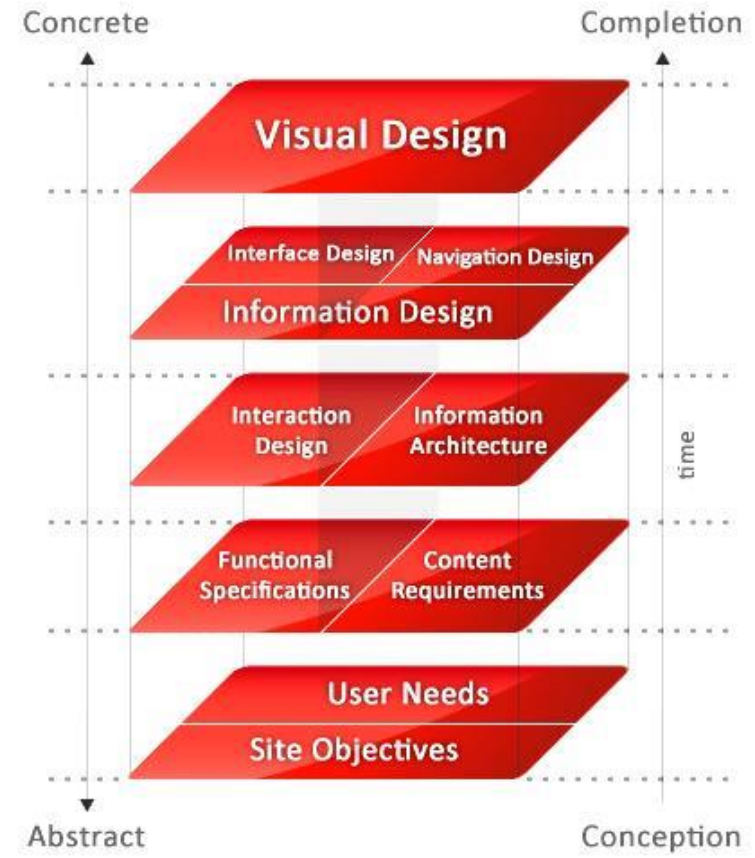 Concrete
Completion
Visual Design
Interface Design
Navigation Design
Information Design
Interaction
Design
Information
Architecture
time
Functional
Specifications
Content
Requirements
User Needs
Site Objectives
Abstract
Conception